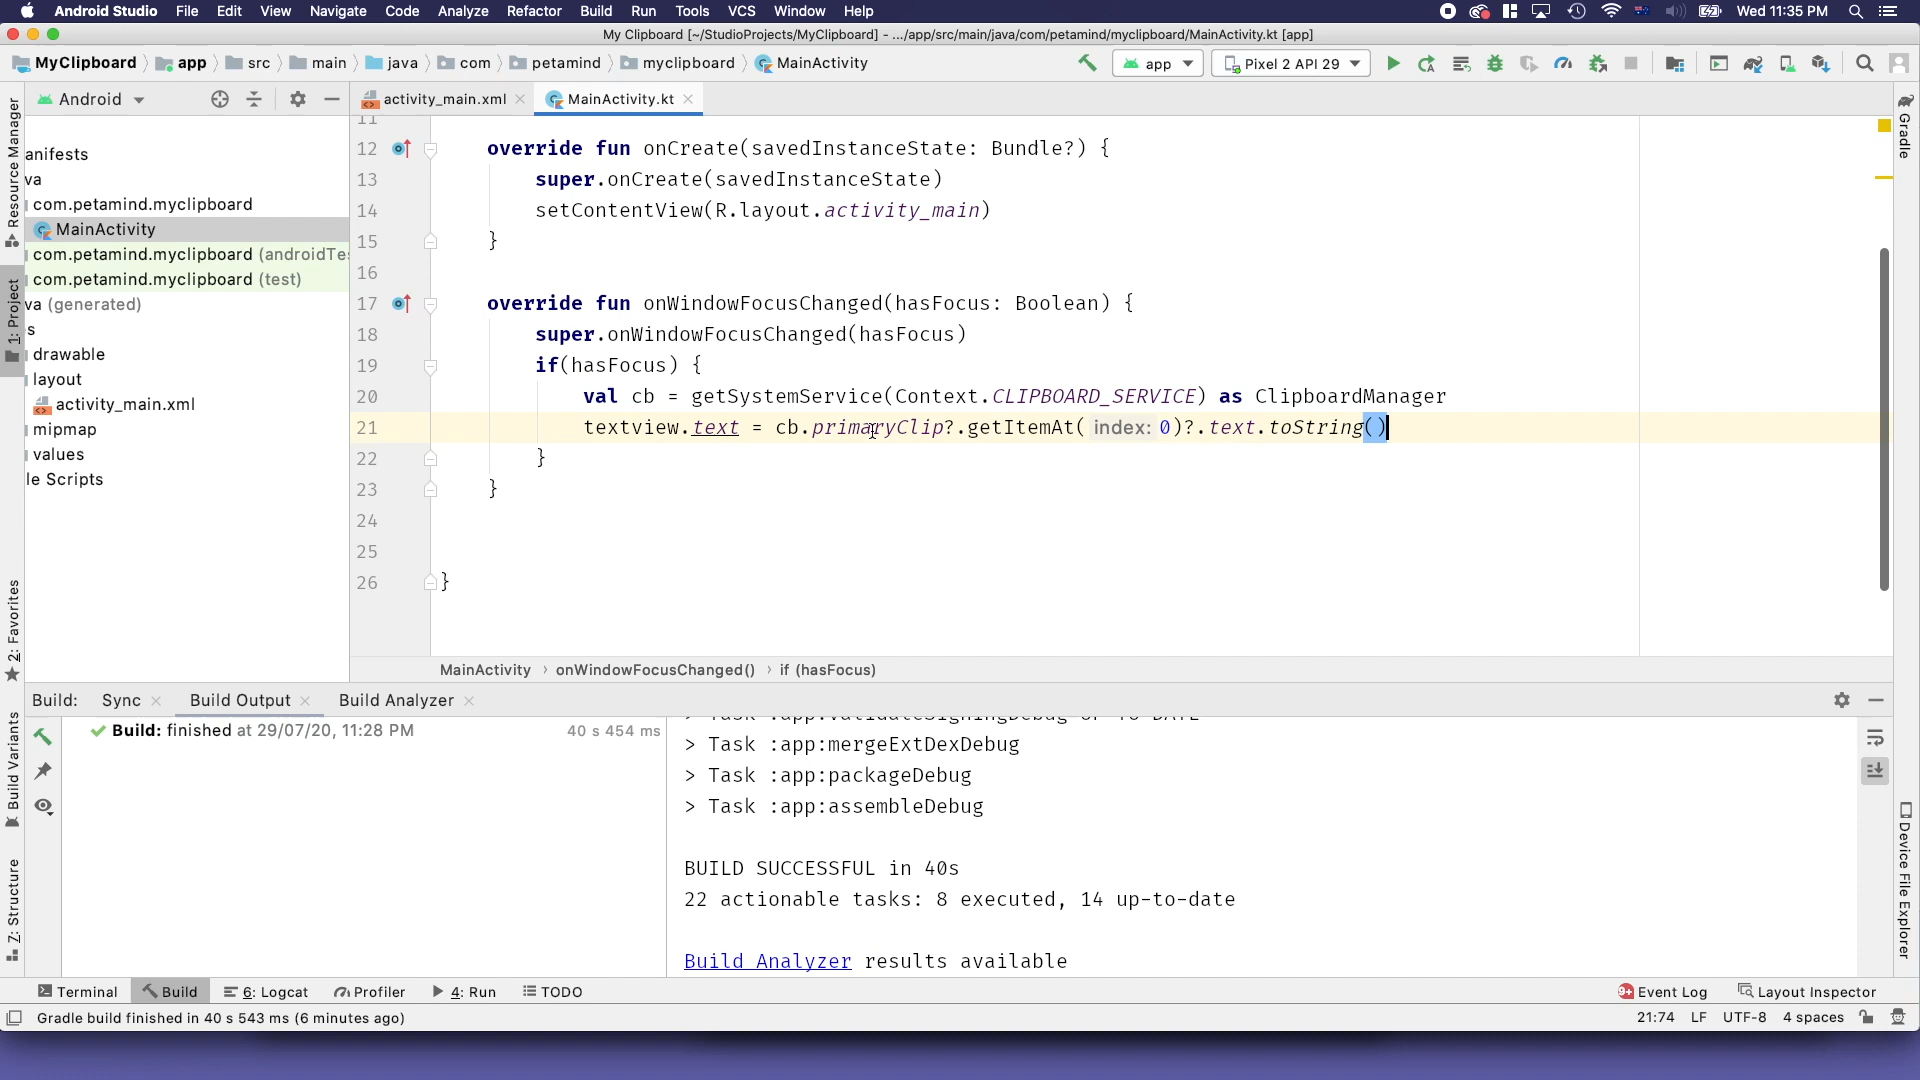 Android Studio File Edit View Navigate Code Analyze Refactor Build Run Tools VCS Window Help Wed 11:35 PM
My Clipboard [~/StudioProjects/MyClipboard] - .../app/src/main/java/com/petamind/myclipboard/MainActivity.kt [app]
MyClipboard app src main java com petamind myclipboard MainActivity app Pixel 2 API 29
Android activity_main.xml MainActivity.kt
Resource Manager
1: Project
2: Favorites
Build Variants
Z: Structure
Gradle
Device File Explorer
anifests
va
com.petamind.myclipboard
MainActivity
com.petamind.myclipboard (androidTes
com.petamind.myclipboard (test)
va (generated)
s
drawable
layout
activity_main.xml
mipmap
values
le Scripts
11
12 override fun onCreate(savedInstanceState: Bundle?) {
13 super.onCreate(savedInstanceState)
14 setContentView(R.layout.activity_main)
15 }
16
17 override fun onWindowFocusChanged(hasFocus: Boolean) {
18 super.onWindowFocusChanged(hasFocus)
19 if(hasFocus) {
20 val cb = getSystemService(Context.CLIPBOARD_SERVICE) as ClipboardManager
21 textview.text = cb.primaryClip?.getItemAt( index: 0)?.text.toString()
22 }
23 }
24
25
26 }
MainActivity › onWindowFocusChanged() › if (hasFocus)
Build: Sync Build Output Build Analyzer
Build: finished at 29/07/20, 11:28 PM 40 s 454 ms
> Task :app:validateSigningDebug UP-TO-DATE
> Task :app:mergeExtDexDebug
> Task :app:packageDebug
> Task :app:assembleDebug
BUILD SUCCESSFUL in 40s
22 actionable tasks: 8 executed, 14 up-to-date
Build Analyzer results available
Terminal Build 6: Logcat Profiler 4: Run TODO 9+ Event Log Layout Inspector
Gradle build finished in 40 s 543 ms (6 minutes ago) 21:74 LF UTF-8 4 spaces